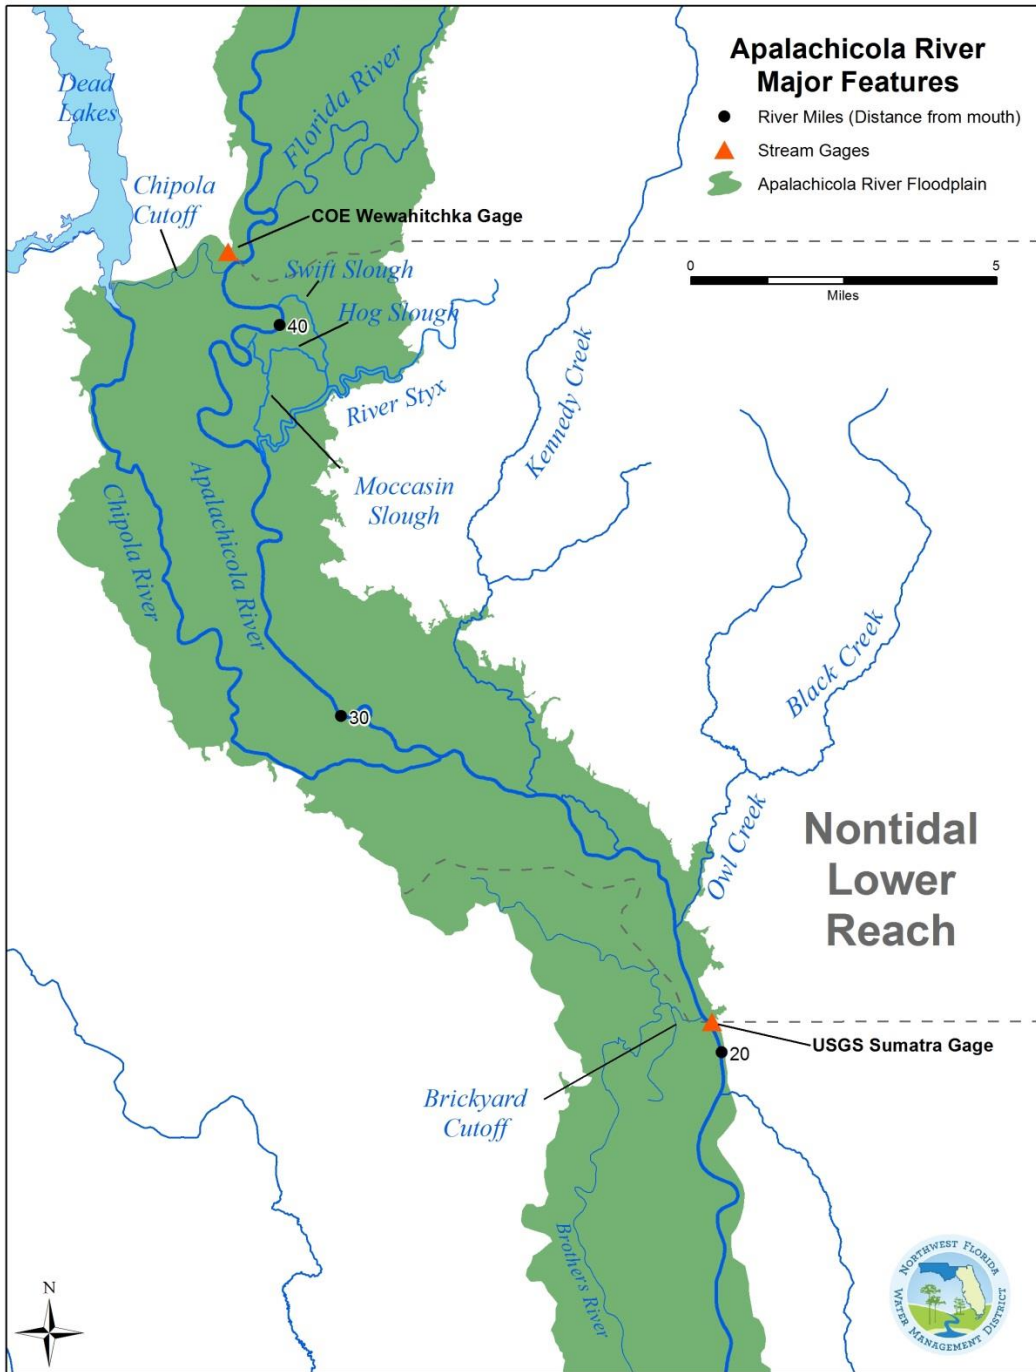 Apalachicola River
Major Features
River Miles (Distance from mouth)
Stream Gages
Apalachicola River Floodplain
0
5
Miles
Dead
Lakes
Florida River
Chipola
Cutoff
COE Wewahitchka Gage
Swift Slough
Hog Slough
40
River Styx
Kennedy Creek
Moccasin
Slough
Chipola River
Apalachicola River
Black Creek
30
Owl Creek
Nontidal
Lower
Reach
USGS Sumatra Gage
20
Brickyard
Cutoff
Brothers River
N
NORTHWEST FLORIDA
WATER MANAGEMENT DISTRICT